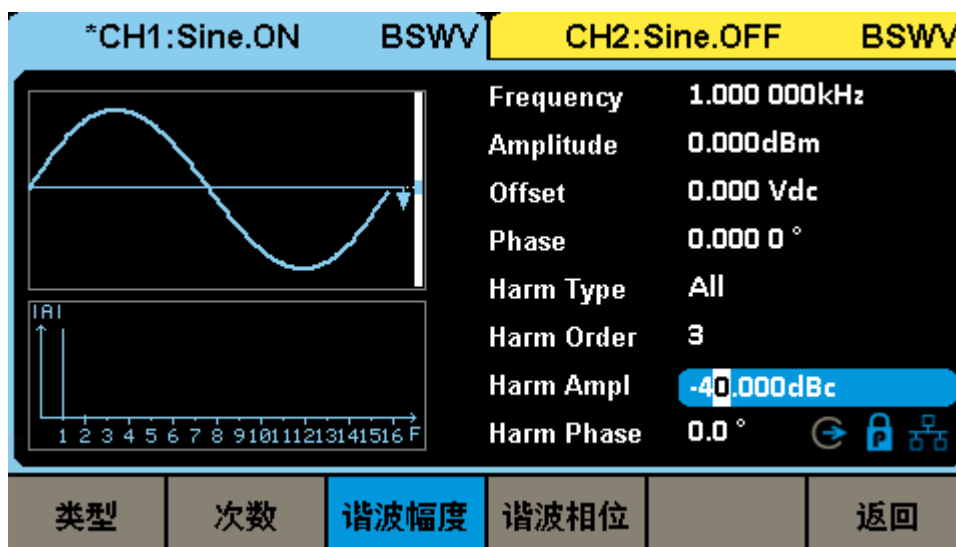 *CH1:Sine.ON BSWV CH2:Sine.OFF BSWV
Frequency 1.000 000kHz
Amplitude 0.000dBm
Offset 0.000 Vdc
Phase 0.000 0 °
Harm Type All
|A|
Harm Order 3
Harm Ampl -40.000dBc
1 2 3 4 5 6 7 8 9 10 11 12 13 14 15 16 F
Harm Phase 0.0 °
类型 次数 谐波幅度 谐波相位 返回